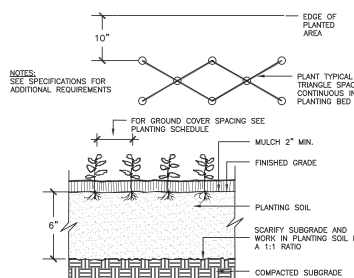 EDGE OF
PLANTED
AREA
10"
NOTES:
SEE SPECIFICATIONS FOR
ADDITIONAL REQUIREMENTS
PLANT TYPICAL
TRIANGLE SPAC
CONTINUOUS IN
PLANTING BED
FOR GROUND COVER SPACING SEE
PLANTING SCHEDULE
MULCH 2" MIN.
FINISHED GRADE
PLANTING SOIL
6"
SCARIFY SUBGRADE AND
WORK IN PLANTING SOIL
A 1:1 RATIO
COMPACTED SUBGRADE